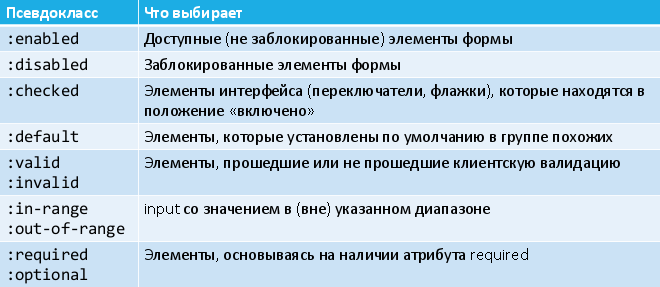 Псевдокласс Что выбирает
:enabled Доступные (не заблокированные) элементы формы
:disabled Заблокированные элементы формы
:checked Элементы интерфейса (переключатели, флажки), которые находятся в
положение «включено»
:default Элементы, которые установлены по умолчанию в группе похожих
:valid Элементы, прошедшие или не прошедшие клиентскую валидацию
:invalid
:in-range input со значением в (вне) указанном диапазоне
:out-of-range
:required Элементы, основываясь на наличии атрибута required
:optional